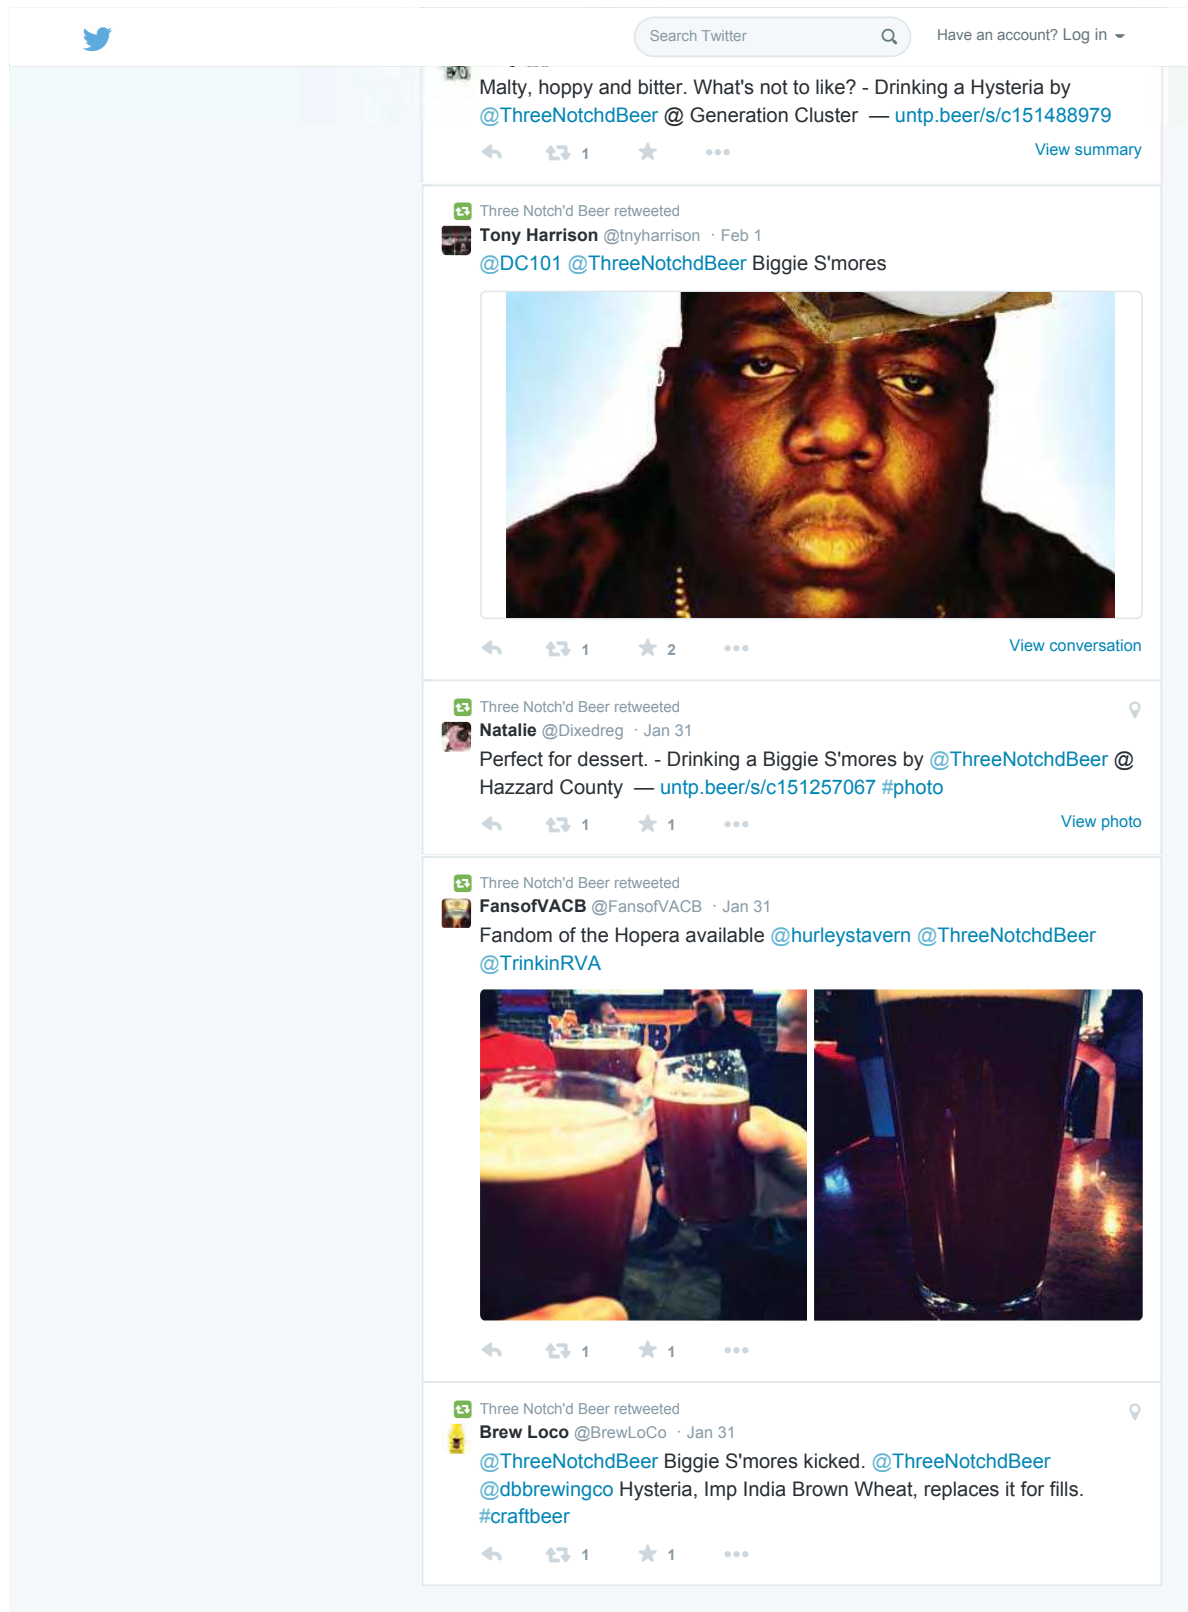 Search Twitter
Have an account? Log in
Malty, hoppy and bitter. What's not to like? - Drinking a Hysteria by
@ThreeNotchdBeer @ Generation Cluster — untp.beer/s/c151488979
1
View summary
Three Notch'd Beer retweeted
Tony Harrison @tnyharrison · Feb 1
@DC101 @ThreeNotchdBeer Biggie S'mores
1 2
View conversation
Three Notch'd Beer retweeted
Natalie @Dixedreg · Jan 31
Perfect for dessert. - Drinking a Biggie S'mores by @ThreeNotchdBeer @
Hazzard County — untp.beer/s/c151257067 #photo
1 1
View photo
Three Notch'd Beer retweeted
FansofVACB @FansofVACB · Jan 31
Fandom of the Hopera available @hurleystavern @ThreeNotchdBeer
@TrinkinRVA
1 1
Three Notch'd Beer retweeted
Brew Loco @BrewLoCo · Jan 31
@ThreeNotchdBeer Biggie S'mores kicked. @ThreeNotchdBeer
@dbbrewingco Hysteria, Imp India Brown Wheat, replaces it for fills.
#craftbeer
1 1